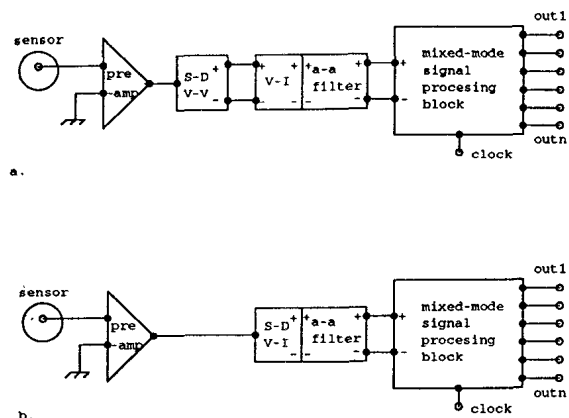 out1
sensor
mixed-mode
signal
procesing
block
pre
-amp
S-D +
V-V -
+ V-I +
- -
+ a-a +
- filter -
+
-
outn
clock
a.
out1
sensor
mixed-mode
signal
procesing
block
pre
-amp
S-D +
V-I -
+ a-a +
- filter -
+
-
outn
clock
b.